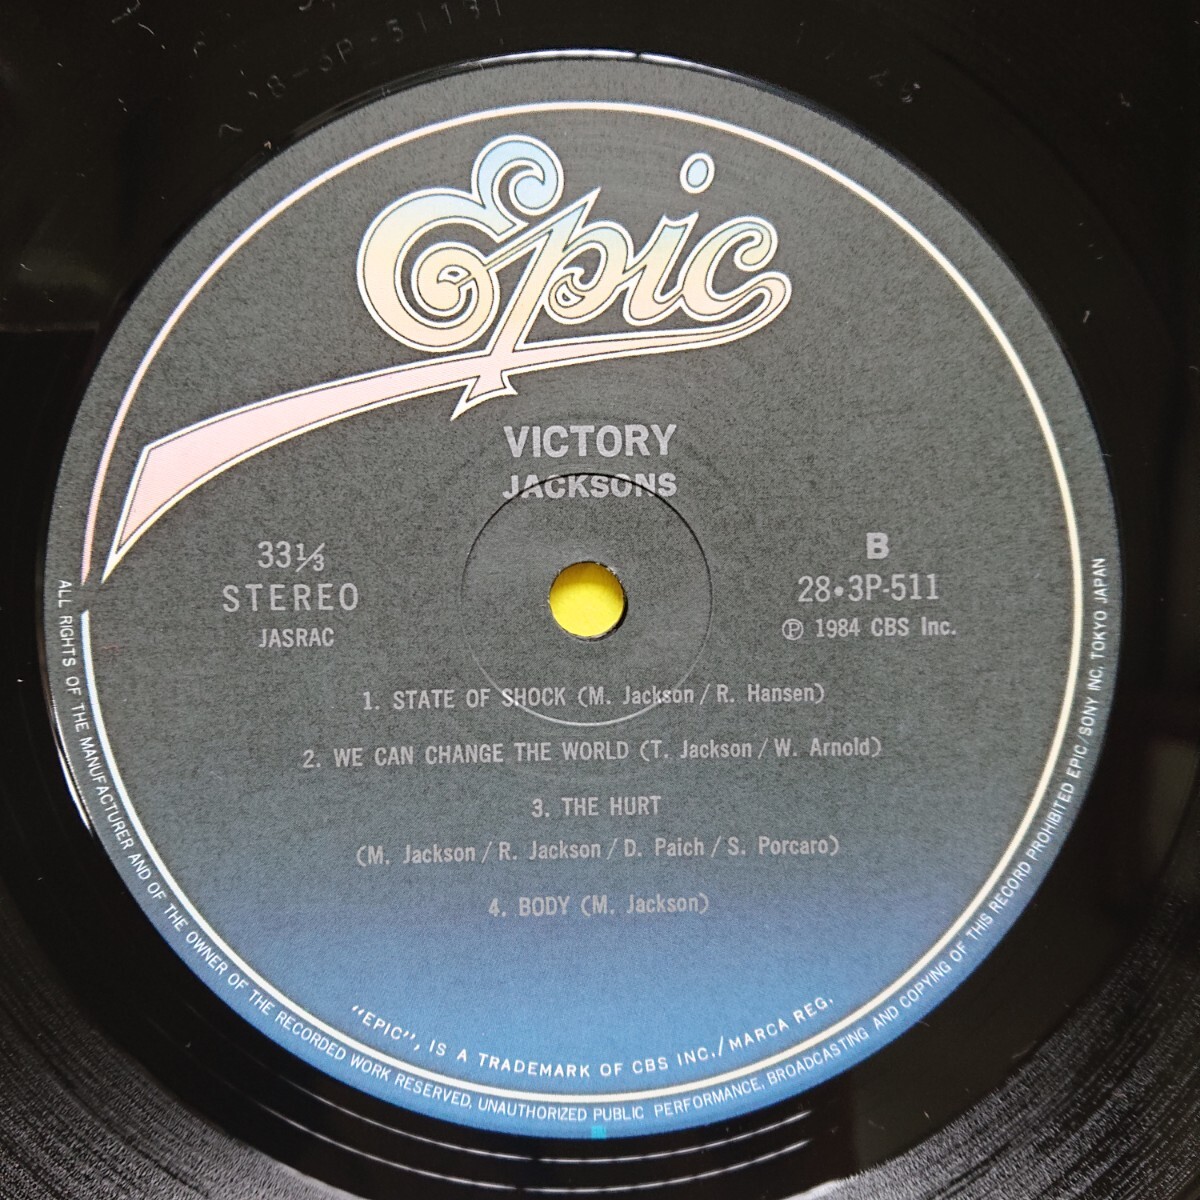 Epic
VICTORY
JACKSONS
33⅓
STEREO
JASRAC
B
28・3P-511
Ⓟ 1984 CBS Inc.
1. STATE OF SHOCK (M. Jackson/R. Hansen)
2. WE CAN CHANGE THE WORLD (T. Jackson/W. Arnold)
3. THE HURT
(M. Jackson/R. Jackson/D. Paich/S. Porcaro)
4. BODY (M. Jackson)
"EPIC", IS A TRADEMARK OF CBS INC./MARCA REG.
ALL RIGHTS OF THE MANUFACTURER AND OF THE OWNER OF THE RECORDED WORK RESERVED. UNAUTHORIZED PUBLIC PERFORMANCE, BROADCASTING AND COPYING OF THIS RECORD PROHIBITED EPIC/SONY INC. TOKYO JAPAN